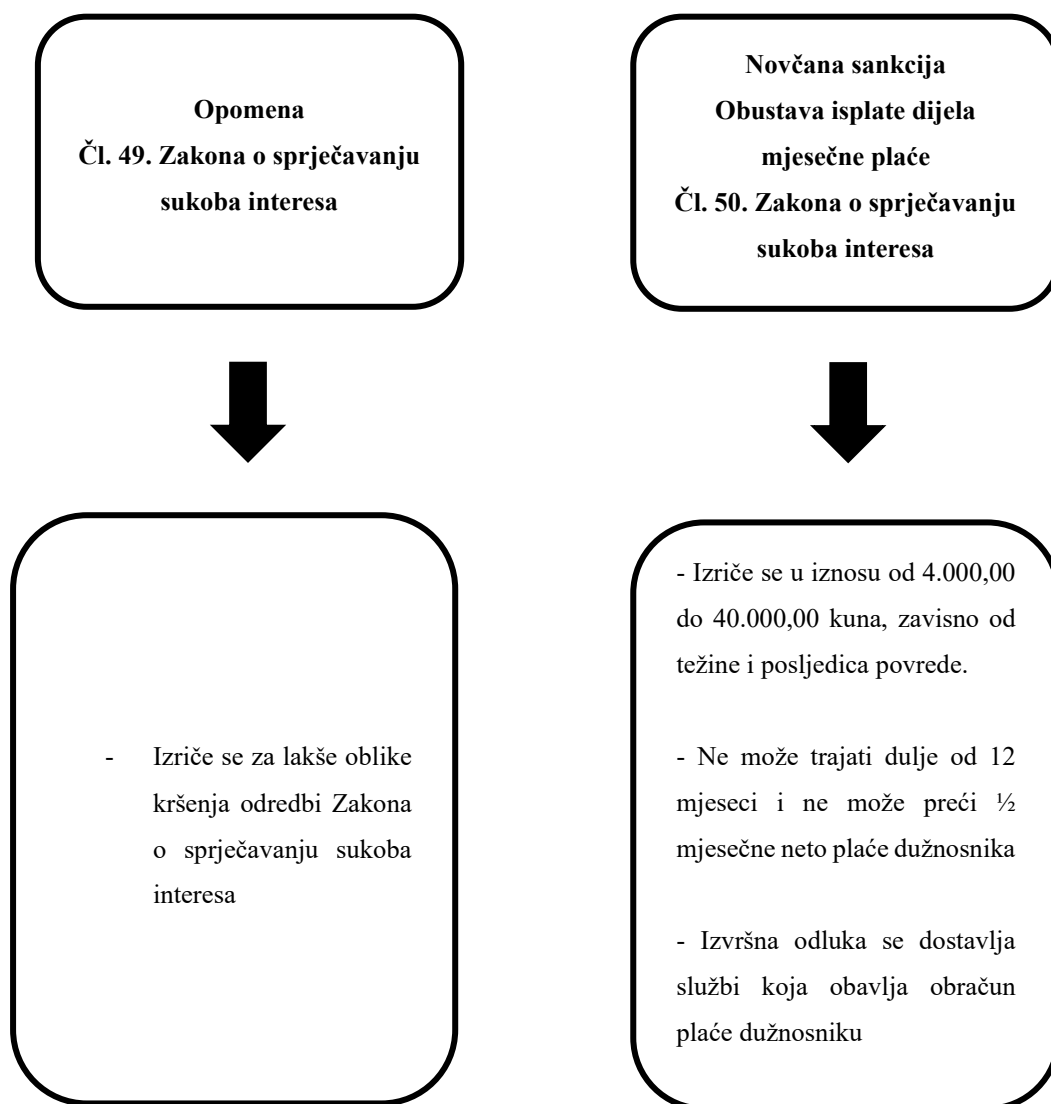 Opomena
Čl. 49. Zakona o sprječavanju
sukoba interesa
Novčana sankcija
Obustava isplate dijela
mjesečne plaće
Čl. 50. Zakona o sprječavanju
sukoba interesa
- Izriče se za lakše oblike
kršenja odredbi Zakona
o sprječavanju sukoba
interesa
- Izriče se u iznosu od 4.000,00
do 40.000,00 kuna, zavisno od
težine i posljedica povrede.
- Ne može trajati dulje od 12
mjeseci i ne može preći ½
mjesečne neto plaće dužnosnika
- Izvršna odluka se dostavlja
službi koja obavlja obračun
plaće dužnosniku